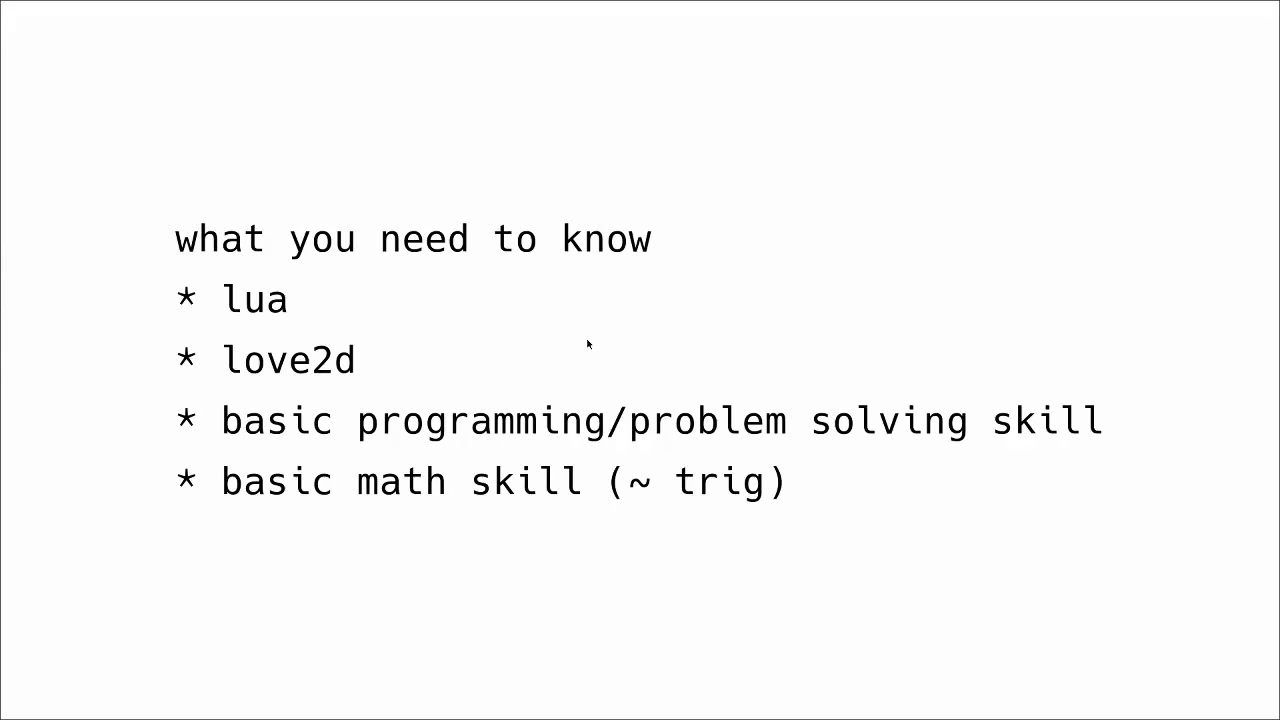 what you need to know
* lua
* love2d
* basic programming/problem solving skill
* basic math skill (~ trig)